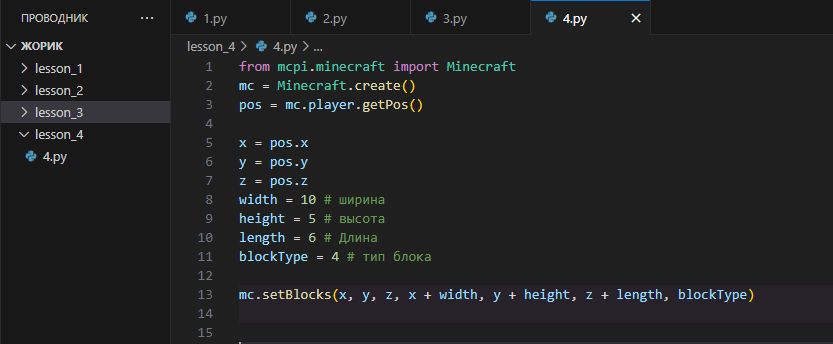 ПРОВОДНИК ...
1.py 2.py 3.py 4.py ×
ЖОРИК
lesson_1
lesson_2
lesson_3
lesson_4
4.py
lesson_4 > 4.py > ...
1 from mcpi.minecraft import Minecraft
2 mc = Minecraft.create()
3 pos = mc.player.getPos()
4
5 x = pos.x
6 y = pos.y
7 z = pos.z
8 width = 10 # ширина
9 height = 5 # высота
10 length = 6 # Длина
11 blockType = 4 # тип блока
12
13 mc.setBlocks(x, y, z, x + width, y + height, z + length, blockType)
14
15